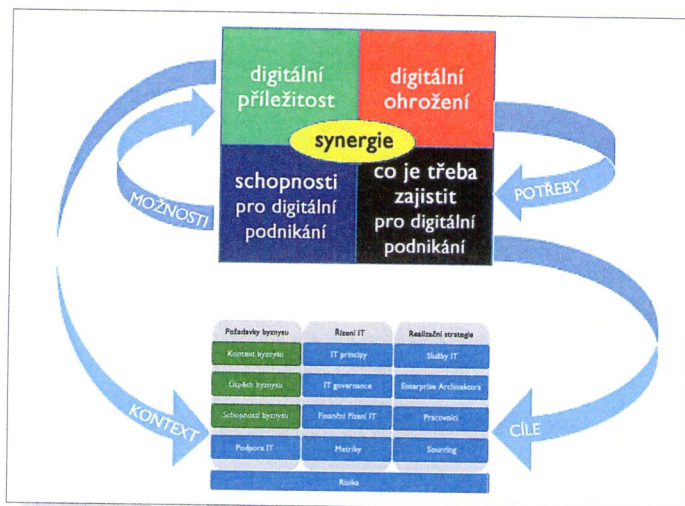 digitální
příležitost
digitální
ohrožení
synergie
schopnosti
pro digitální
podnikání
co je třeba
zajistit
pro digitální
podnikání
MOŽNOSTI
POTŘEBY
Požadavky byznysu
Řízení IT
Realizační strategie
Kontext byznysu
IT principy
Služby IT
Úspěch byznysu
IT governance
Enterprise Architektura
Schopnosti byznysu
Finanční řízení IT
Pracovníci
Podpora IT
Metriky
Sourcing
Rizika
KONTEXT
CÍLE